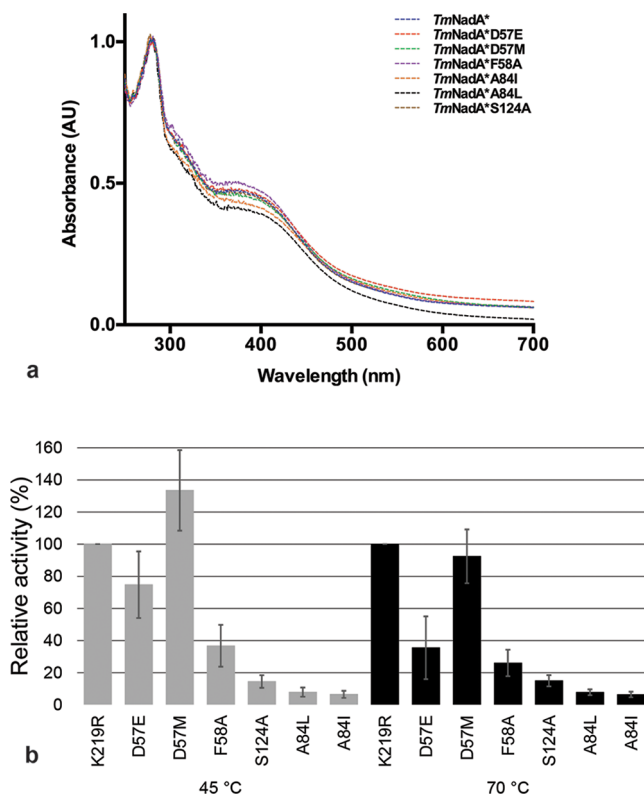 TmNadA*
TmNadA*D57E
TmNadA*D57M
TmNadA*F58A
TmNadA*A84I
TmNadA*A84L
TmNadA*S124A
1.0
0.5
0.0
Absorbance (AU)
300 400 500 600 700
Wavelength (nm)
a
160
140
120
100
80
60
40
20
0
Relative activity (%)
K219R D57E D57M F58A S124A A84L A84I K219R D57E D57M F58A S124A A84L A84I
45 °C 70 °C
b